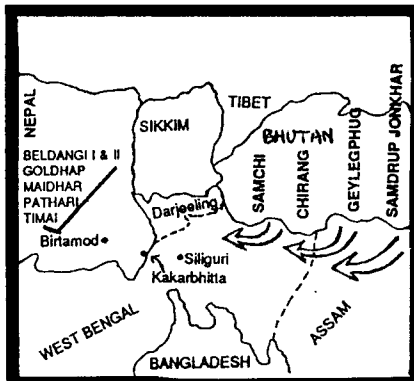 NEPAL
BELDANGI I & II
GOLDHAP
MAIDHAR
PATHARI
TIMAI
Birtamod
SIKKIM
TIBET
BHUTAN
SAMCHI
CHIRANG
GEYLEGPHUG
SAMDRUP JONKHAR
Darjeeling
Siliguri
Kakarbhitta
WEST BENGAL
ASSAM
BANGLADESH